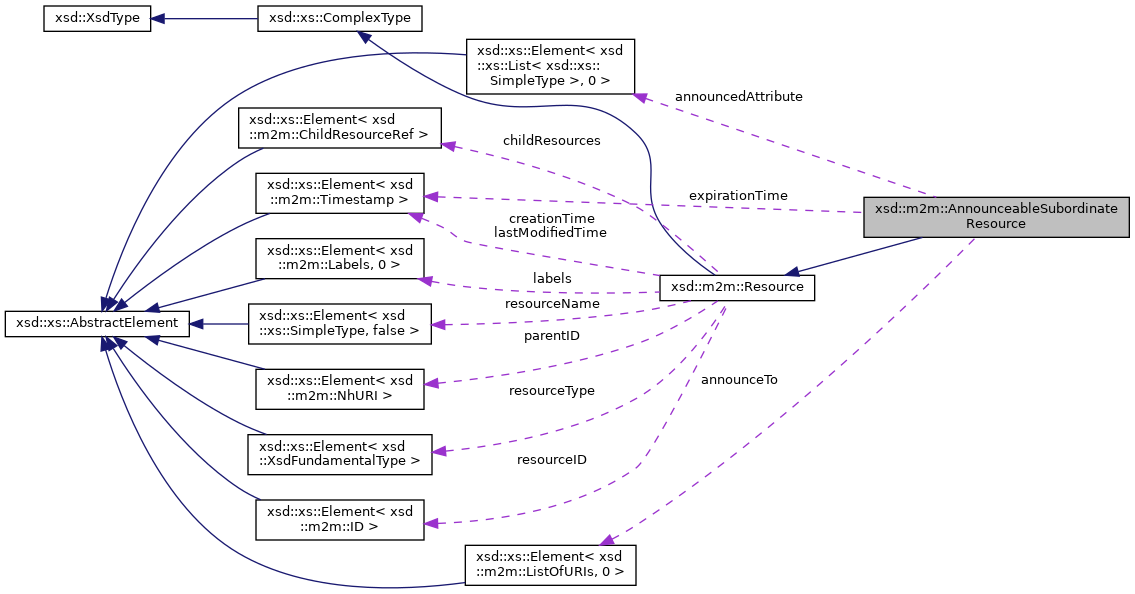 xsd::XsdType
xsd::xs::ComplexType
xsd::xs::Element< xsd
::xs::List< xsd::xs::
SimpleType >, 0 >
announcedAttribute
xsd::xs::Element< xsd
::m2m::ChildResourceRef >
childResources
xsd::xs::Element< xsd
::m2m::Timestamp >
expirationTime
xsd::m2m::AnnounceableSubordinate
Resource
creationTime
lastModifiedTime
xsd::xs::Element< xsd
::m2m::Labels, 0 >
labels
xsd::m2m::Resource
resourceName
xsd::xs::AbstractElement
xsd::xs::Element< xsd
::xs::SimpleType, false >
parentID
xsd::xs::Element< xsd
::m2m::NhURI >
announceTo
resourceType
xsd::xs::Element< xsd
::XsdFundamentalType >
resourceID
xsd::xs::Element< xsd
::m2m::ID >
xsd::xs::Element< xsd
::m2m::ListOfURIs, 0 >